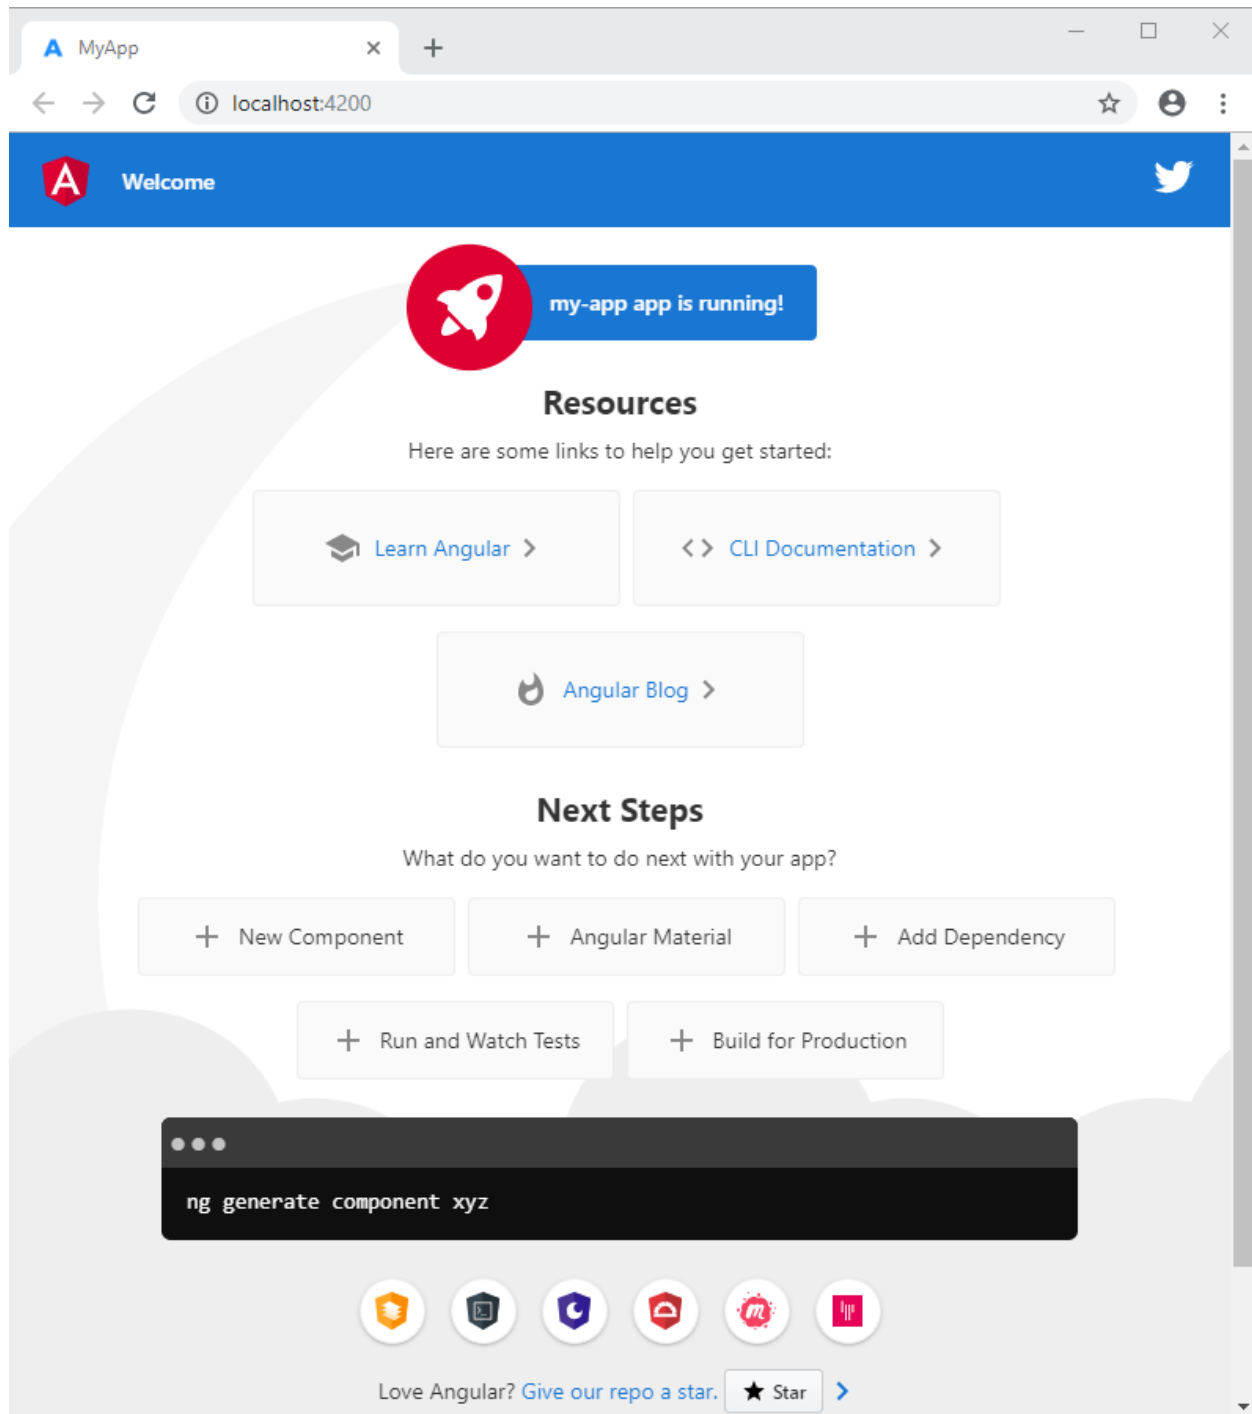 MyApp
localhost:4200
Welcome
my-app app is running!
Resources
Here are some links to help you get started:
Learn Angular
CLI Documentation
Angular Blog
Next Steps
What do you want to do next with your app?
New Component
Angular Material
Add Dependency
Run and Watch Tests
Build for Production
ng generate component xyz
Love Angular? Give our repo a star. Star